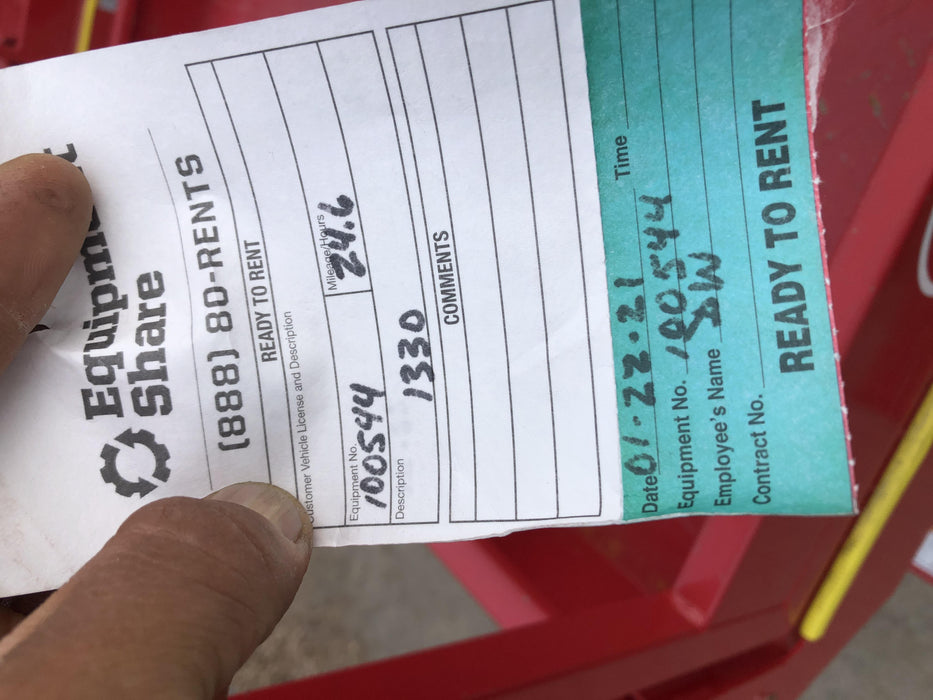 Equipment
Share
(888) 80-RENTS
READY TO RENT
Customer Vehicle License and Description
Equipment No. Mileage/Hours
100544 24.6
Description
1330
COMMENTS
Date 01.22.21 Time
Equipment No. 100544
Employee's Name DW
Contract No.
READY TO RENT